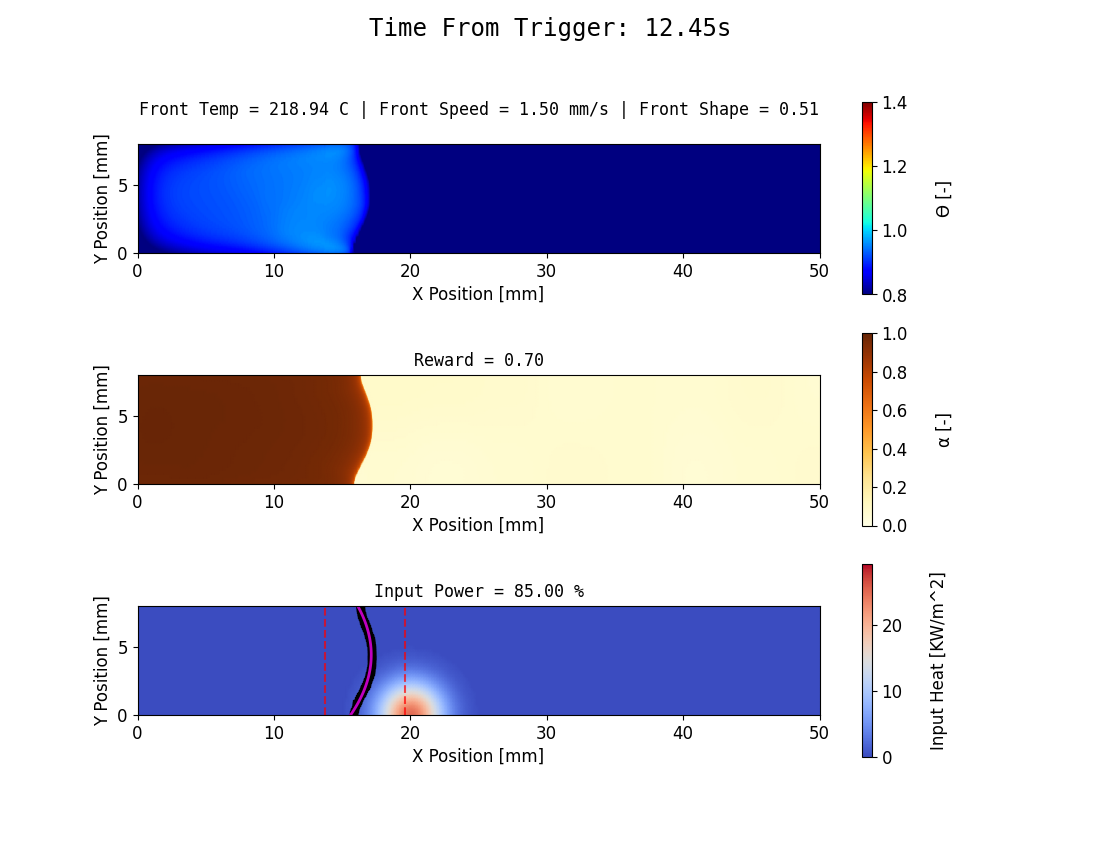 Time From Trigger: 12.45s
Front Temp = 218.94 C | Front Speed = 1.50 mm/s | Front Shape = 0.51
Y Position [mm]
5
0
0 10 20 30 40 50
X Position [mm]
1.4
1.2
1.0
0.8
Θ [-]
Reward = 0.70
Y Position [mm]
5
0
0 10 20 30 40 50
X Position [mm]
1.0
0.8
0.6
0.4
0.2
0.0
α [-]
Input Power = 85.00 %
Y Position [mm]
5
0
0 10 20 30 40 50
X Position [mm]
20
10
0
Input Heat [KW/m^2]